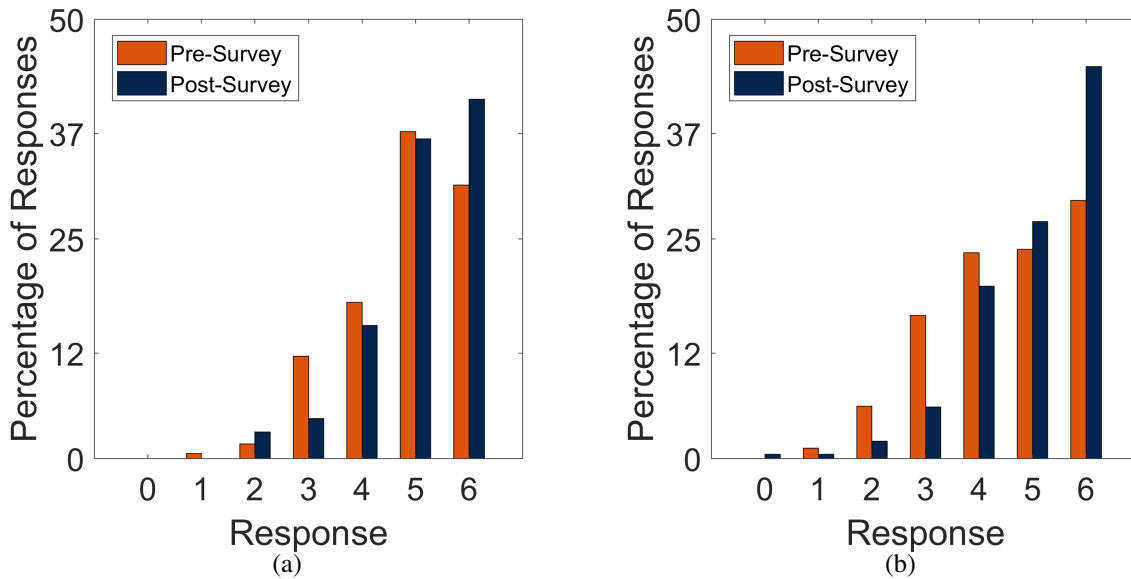 50
37
25
12
0
Percentage of Responses
Pre-Survey
Post-Survey
0 1 2 3 4 5 6
Response
(a)
50
37
25
12
0
Percentage of Responses
Pre-Survey
Post-Survey
0 1 2 3 4 5 6
Response
(b)